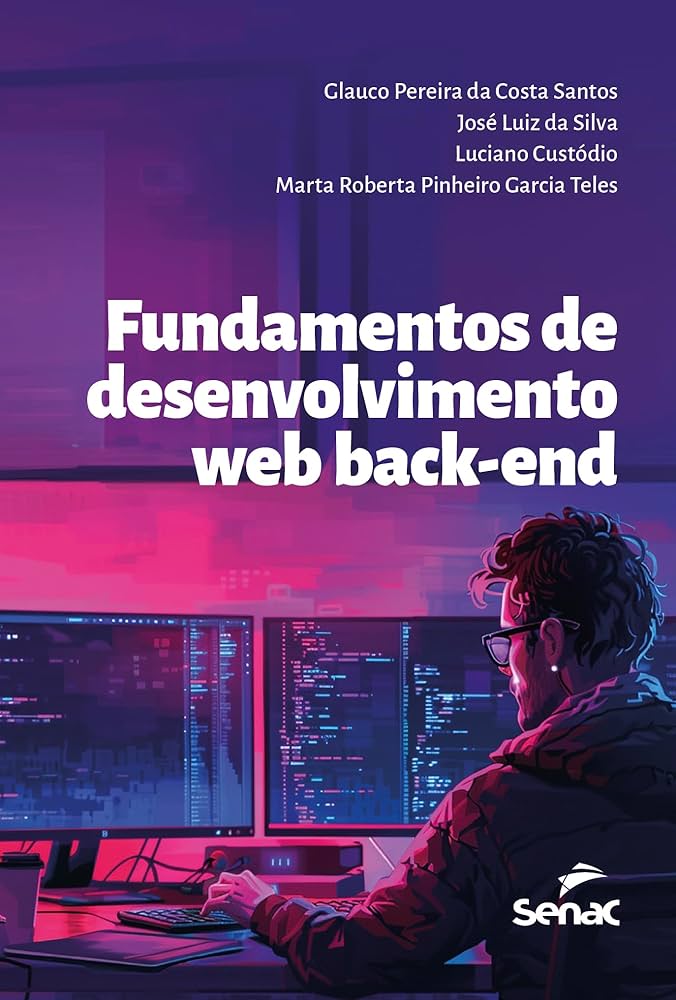 Glauco Pereira da Costa Santos
José Luiz da Silva
Luciano Custódio
Marta Roberta Pinheiro Garcia Teles
Fundamentos de
desenvolvimento
web back-end
Senac